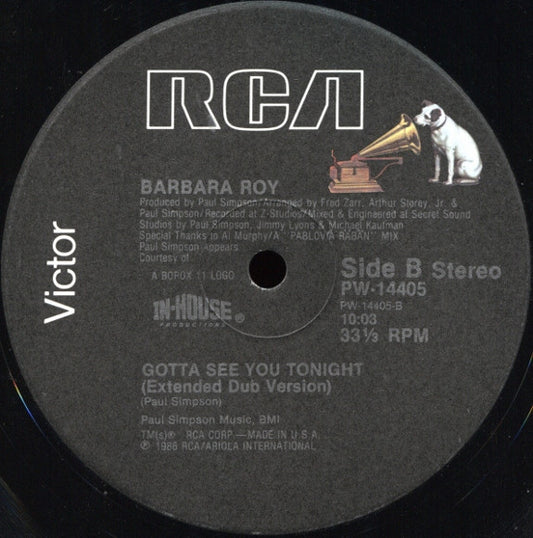 RCA
Victor
BARBARA ROY
Produced by Paul Simpson/Arranged by Fred Zarr, Arthur Storey, Jr. &
Paul Simpson/Recorded at Z-Studios/Mixed & Engineered at Secret Sound
Studios by Paul Simpson, Jimmy Lyons & Michael Kaufman
Special Thanks to A. Murphy/A "PABLOVIA RABAN" MIX
Paul Simpson Appears
Courtesy of
A BOFOX 11 LOGO
IN-HOUSE®
PRODUCTIONS
Side B Stereo
PW-14405
PW-14405-B
10:03
33⅓ RPM
GOTTA SEE YOU TONIGHT
(Extended Dub Version)
(Paul Simpson)
Paul Simpson Music, BMI
TM(s)® RCA CORP.—MADE IN U.S.A.
℗ 1986 RCA/ARIOLA INTERNATIONAL